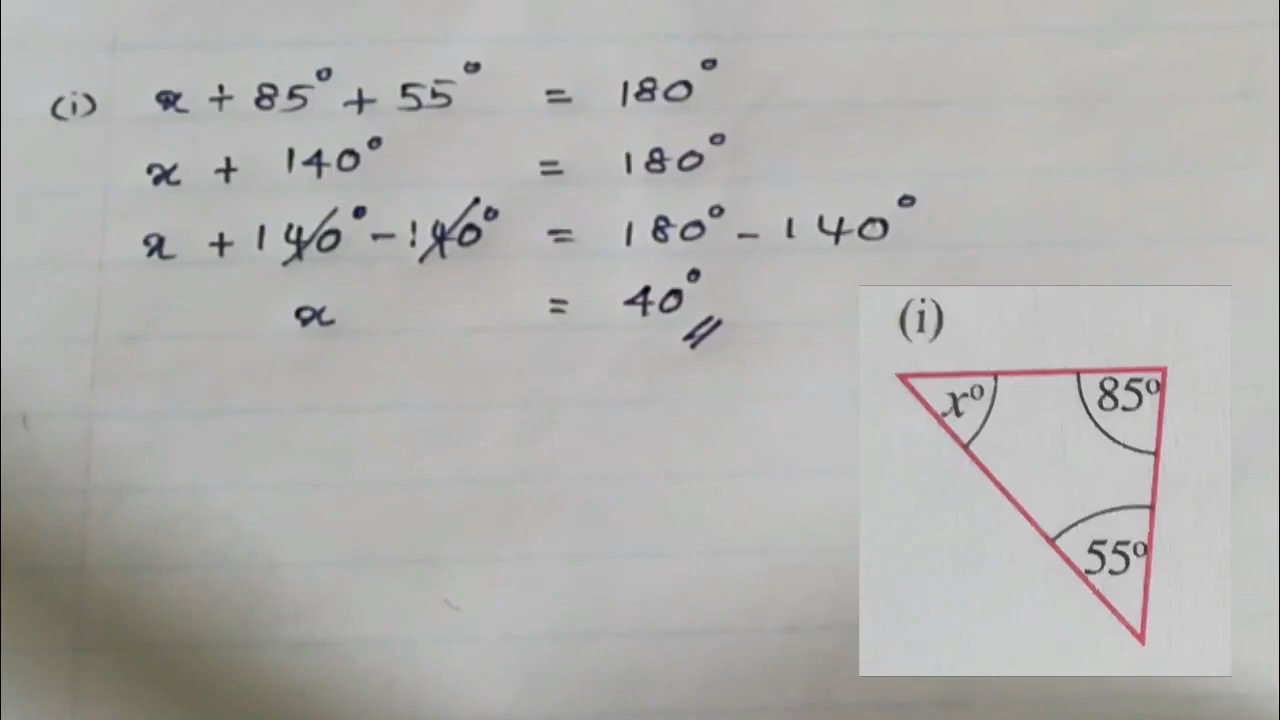 (i) x + 85° + 55° = 180°
x + 140° = 180°
x + 140° - 140° = 180° - 140°
x = 40°
(i)
x° 85°
55°